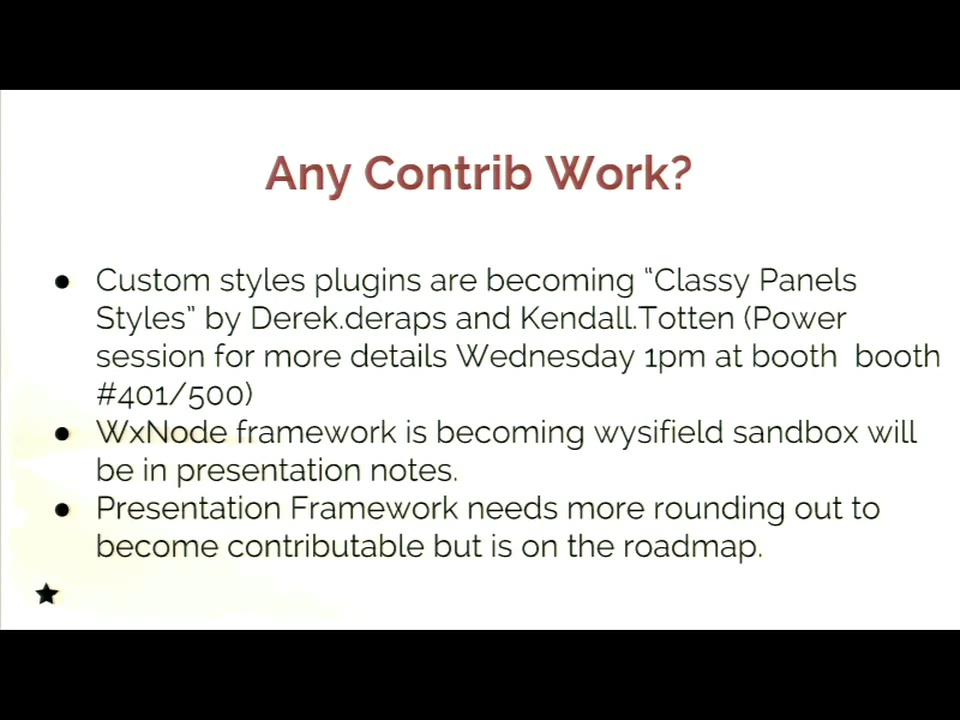 Any Contrib Work?
● Custom styles plugins are becoming “Classy Panels
Styles” by Derek.deraps and Kendall.Totten (Power
session for more details Wednesday 1pm at booth booth
#401/500)
● WxNode framework is becoming wysifield sandbox will
be in presentation notes.
● Presentation Framework needs more rounding out to
become contributable but is on the roadmap.